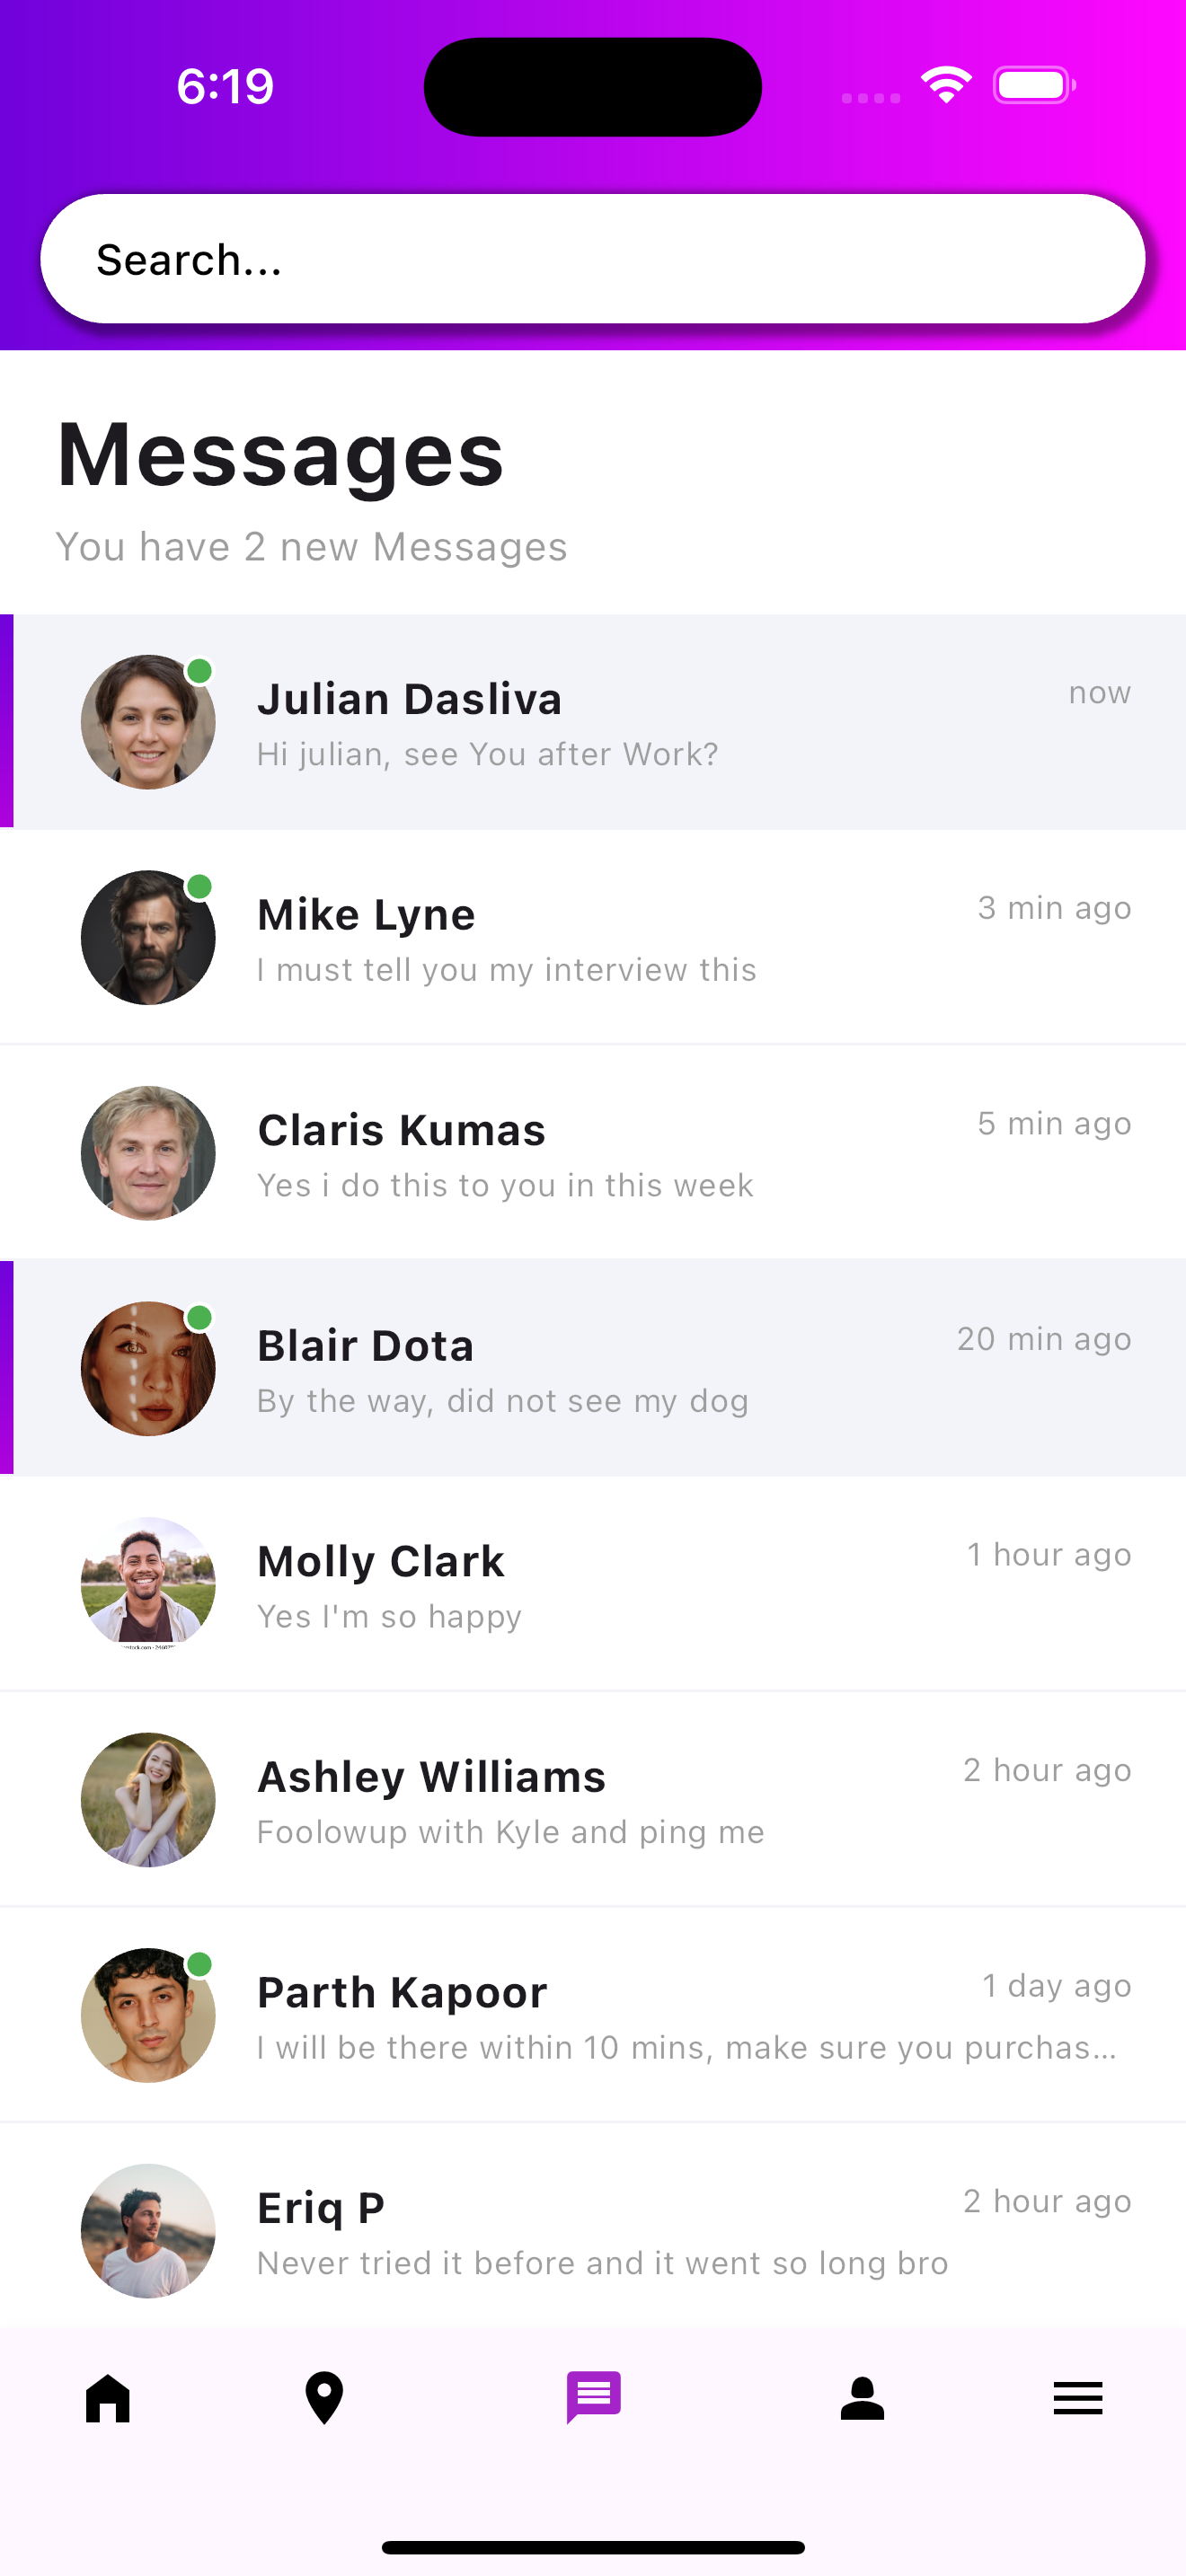 6:19
Search...
Messages
You have 2 new Messages
Julian Dasliva
now
Hi julian, see You after Work?
Mike Lyne
3 min ago
I must tell you my interview this
Claris Kumas
5 min ago
Yes i do this to you in this week
Blair Dota
20 min ago
By the way, did not see my dog
Molly Clark
1 hour ago
Yes I'm so happy
Ashley Williams
2 hour ago
Foolowup with Kyle and ping me
Parth Kapoor
1 day ago
I will be there within 10 mins, make sure you purchas...
Eriq P
2 hour ago
Never tried it before and it went so long bro